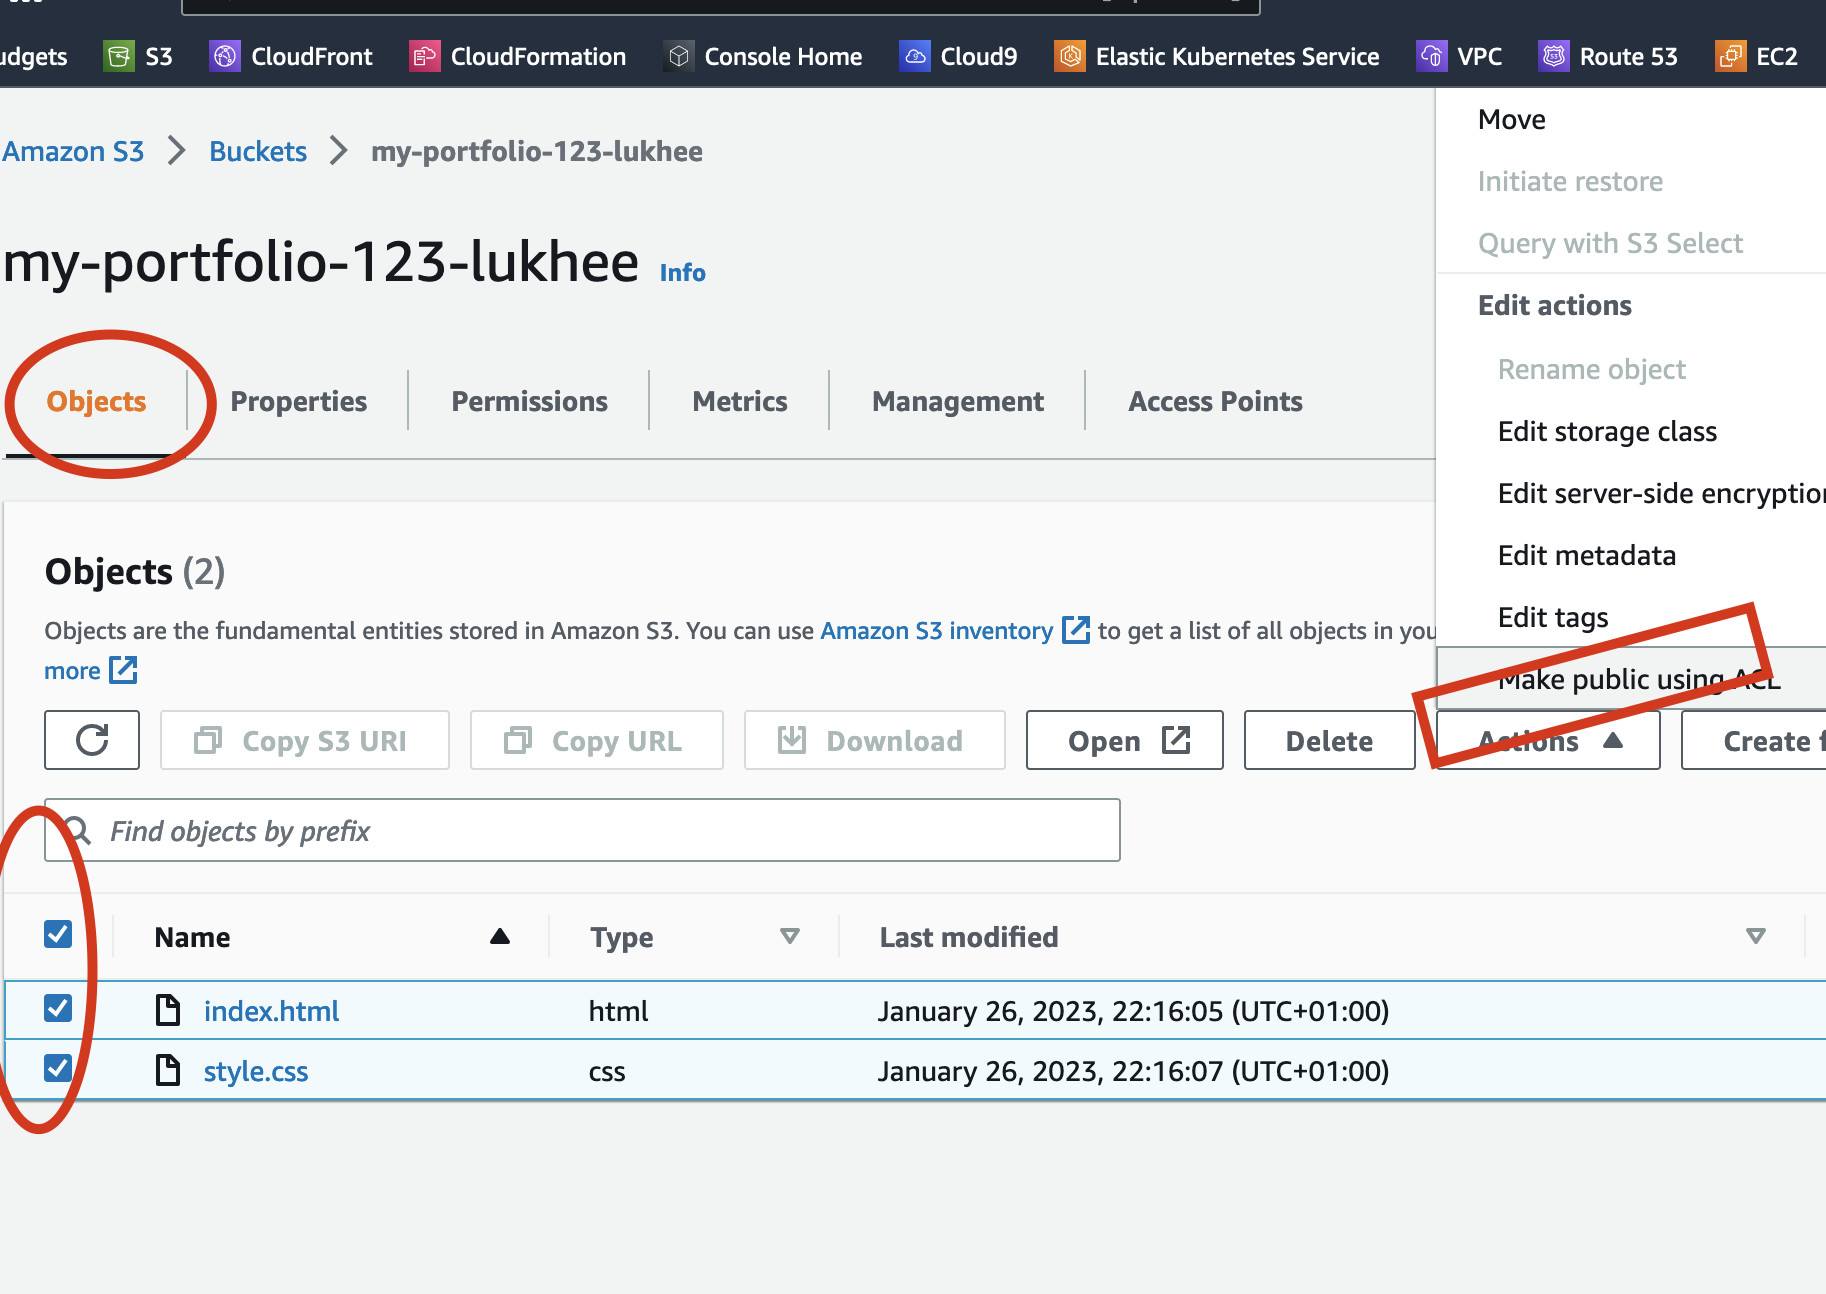 udgets S3 CloudFront CloudFormation Console Home Cloud9 Elastic Kubernetes Service VPC Route 53 EC2
Amazon S3 Buckets my-portfolio-123-lukhee
my-portfolio-123-lukhee Info
Objects Properties Permissions Metrics Management Access Points
Move
Initiate restore
Query with S3 Select
Edit actions
Rename object
Edit storage class
Edit server-side encryption
Edit metadata
Edit tags
Make public using ACL
Objects (2)
Objects are the fundamental entities stored in Amazon S3. You can use Amazon S3 inventory to get a list of all objects in you
more
Copy S3 URI Copy URL Download Open Delete Actions Create f
Find objects by prefix
Name Type Last modified
index.html html January 26, 2023, 22:16:05 (UTC+01:00)
style.css css January 26, 2023, 22:16:07 (UTC+01:00)